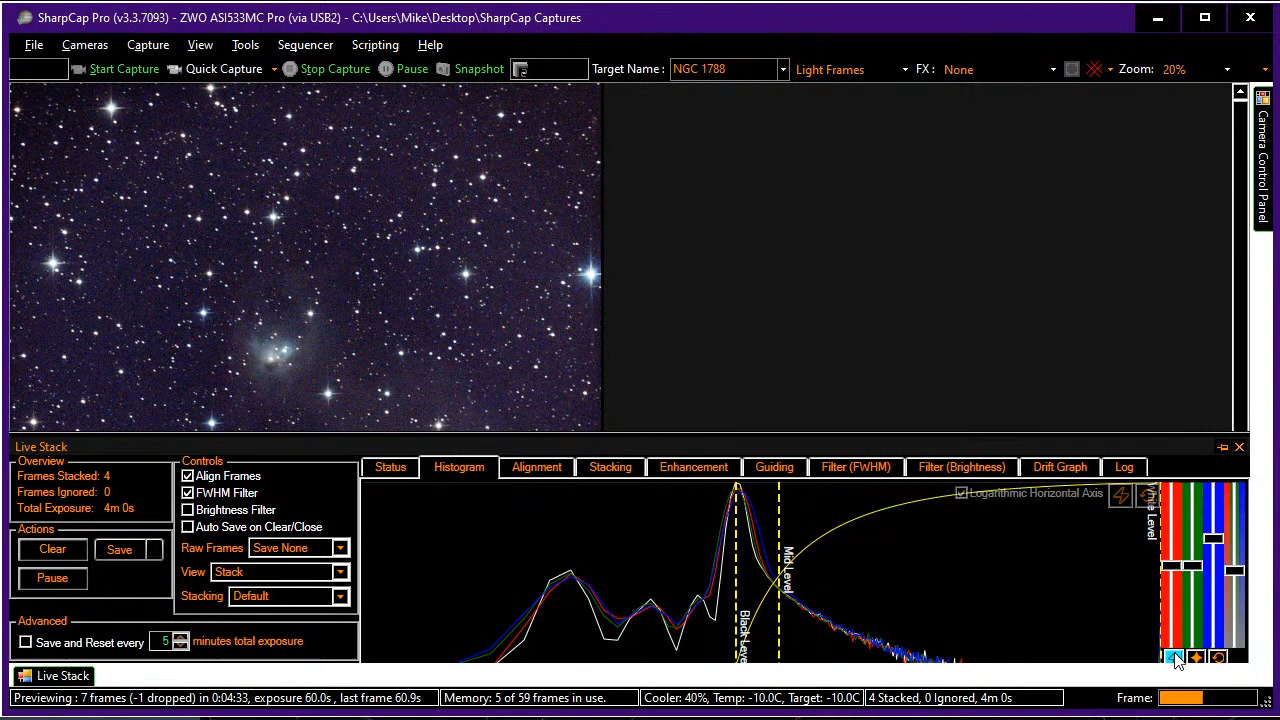 SharpCap Pro (v3.3.7093) - ZWO ASI533MC Pro (via USB2) - C:\Users\Mike\Desktop\SharpCap Captures
File Cameras Capture View Tools Sequencer Scripting Help
Start Capture Quick Capture Stop Capture Pause Snapshot Target Name : NGC 1788 Light Frames FX : None Zoom: 20%
Camera Control Panel
Live Stack
Overview
Frames Stacked: 4
Frames Ignored: 0
Total Exposure: 4m 0s
Actions
Clear Save
Pause
Controls
Align Frames
FWHM Filter
Brightness Filter
Auto Save on Clear/Close
Raw Frames Save None
View Stack
Stacking Default
Advanced
Save and Reset every 5 minutes total exposure
Status Histogram Alignment Stacking Enhancement Guiding Filter (FWHM) Filter (Brightness) Drift Graph Log
Logarithmic Horizontal Axis
Black Level
Mid Level
White Level
Live Stack
Previewing : 7 frames (-1 dropped) in 0:04:33, exposure 60.0s, last frame 60.9s Memory: 5 of 59 frames in use. Cooler: 40%, Temp: -10.0C, Target: -10.0C 4 Stacked, 0 Ignored, 4m 0s Frame: